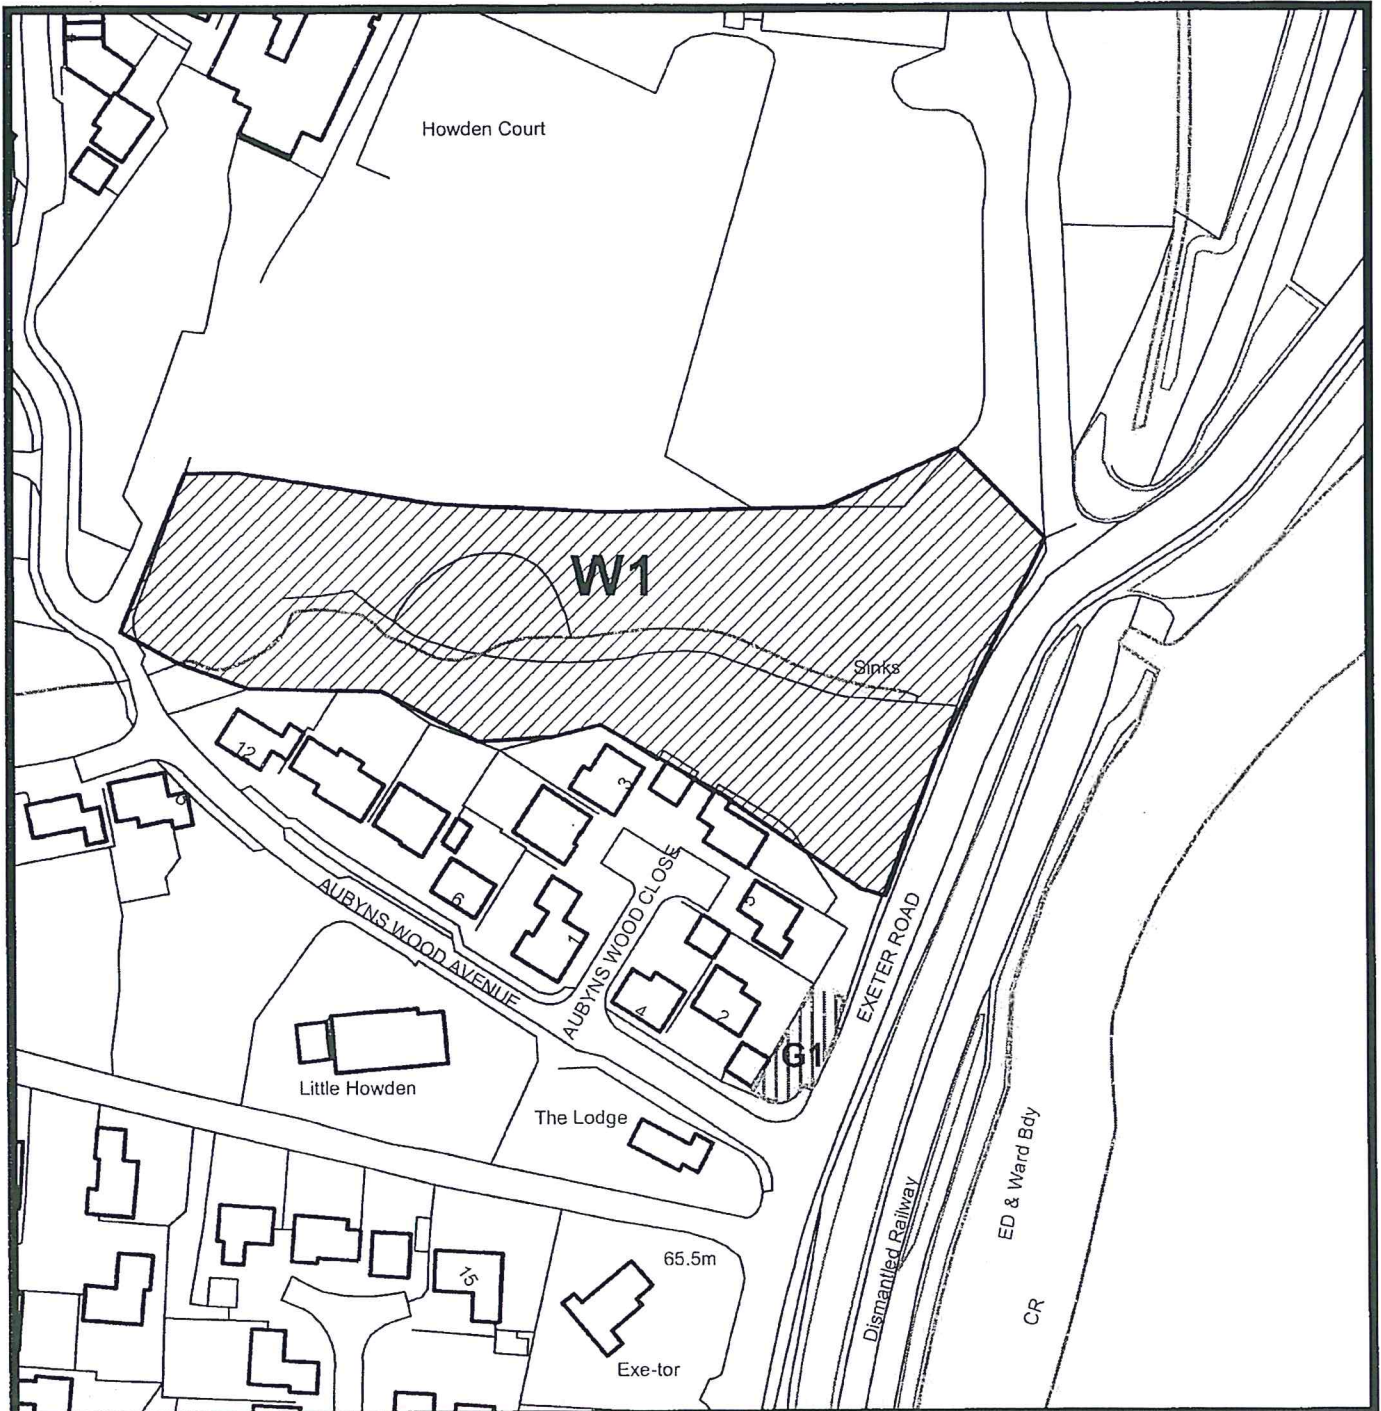 Howden Court
W1
Sinks
12
3
5
6
1
4
2
AUBYNS WOOD AVENUE
AUBYNS WOOD CLOSE
EXETER ROAD
G1
Little Howden
The Lodge
ED & Ward Bdy
Dismantled Railway
65.5m
15
CR
Exe-tor